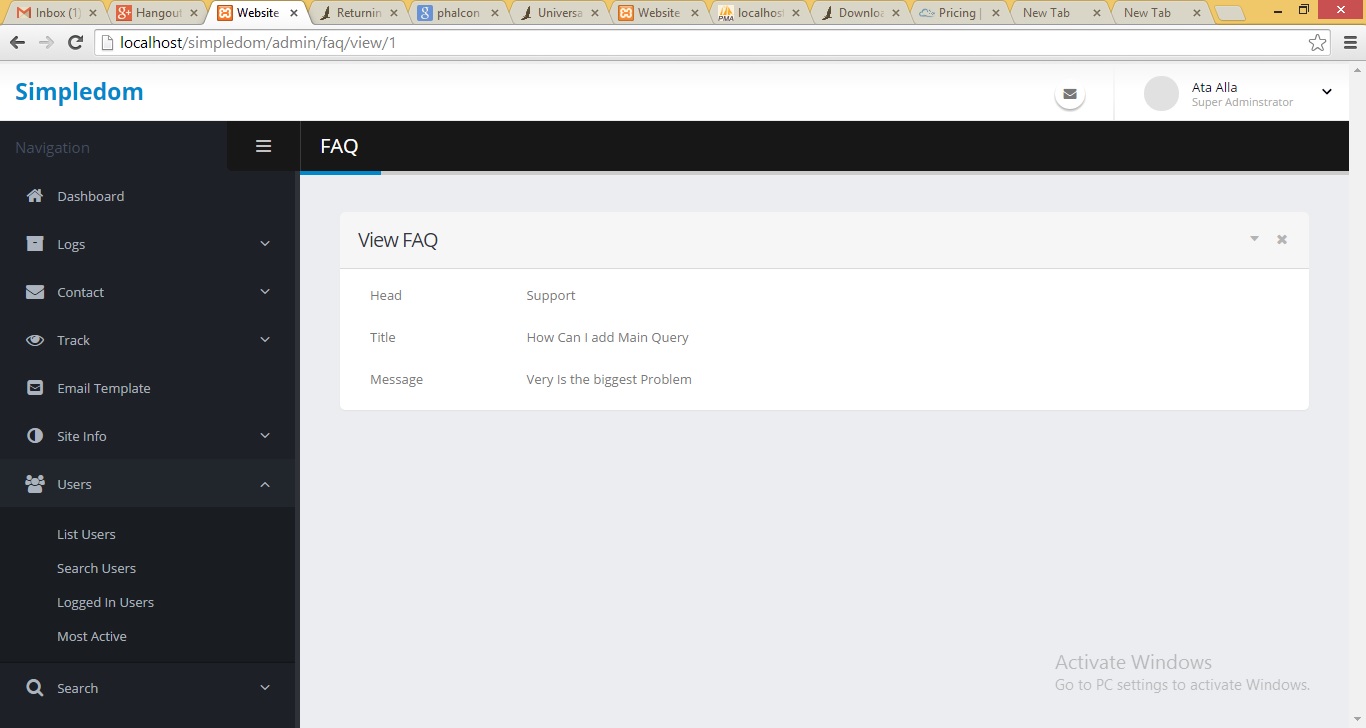 Inbox (1) Hangout Website Returnin phalcon Universa Website localhos Downloa Pricing | New Tab New Tab
localhost/simpledom/admin/faq/view/1
Simpledom
Ata Alla
Super Adminstrator
Navigation
FAQ
Dashboard
Logs
Contact
Track
Email Template
Site Info
Users
List Users
Search Users
Logged In Users
Most Active
Search
View FAQ
Head Support
Title How Can I add Main Query
Message Very Is the biggest Problem
Activate Windows
Go to PC settings to activate Windows.